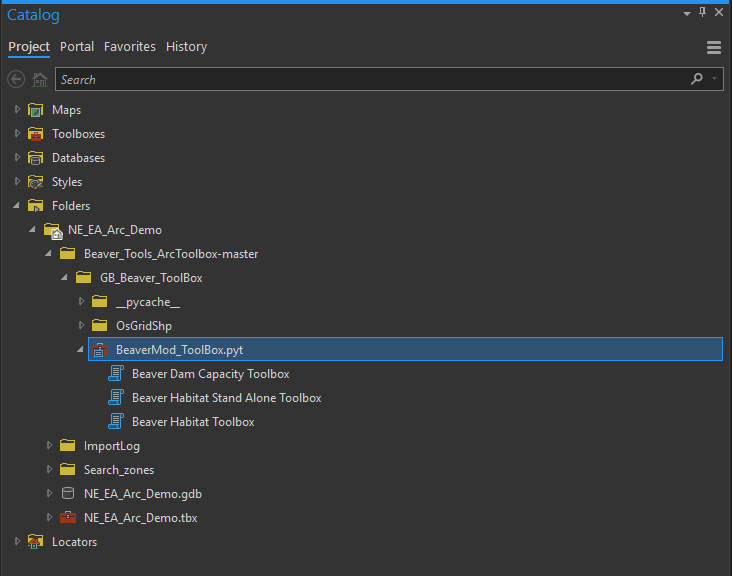 Catalog
Project Portal Favorites History
Search
Maps
Toolboxes
Databases
Styles
Folders
NE_EA_Arc_Demo
Beaver_Tools_ArcToolbox-master
GB_Beaver_ToolBox
__pycache__
OsGridShp
BeaverMod_ToolBox.pyt
Beaver Dam Capacity Toolbox
Beaver Habitat Stand Alone Toolbox
Beaver Habitat Toolbox
ImportLog
Search_zones
NE_EA_Arc_Demo.gdb
NE_EA_Arc_Demo.tbx
Locators